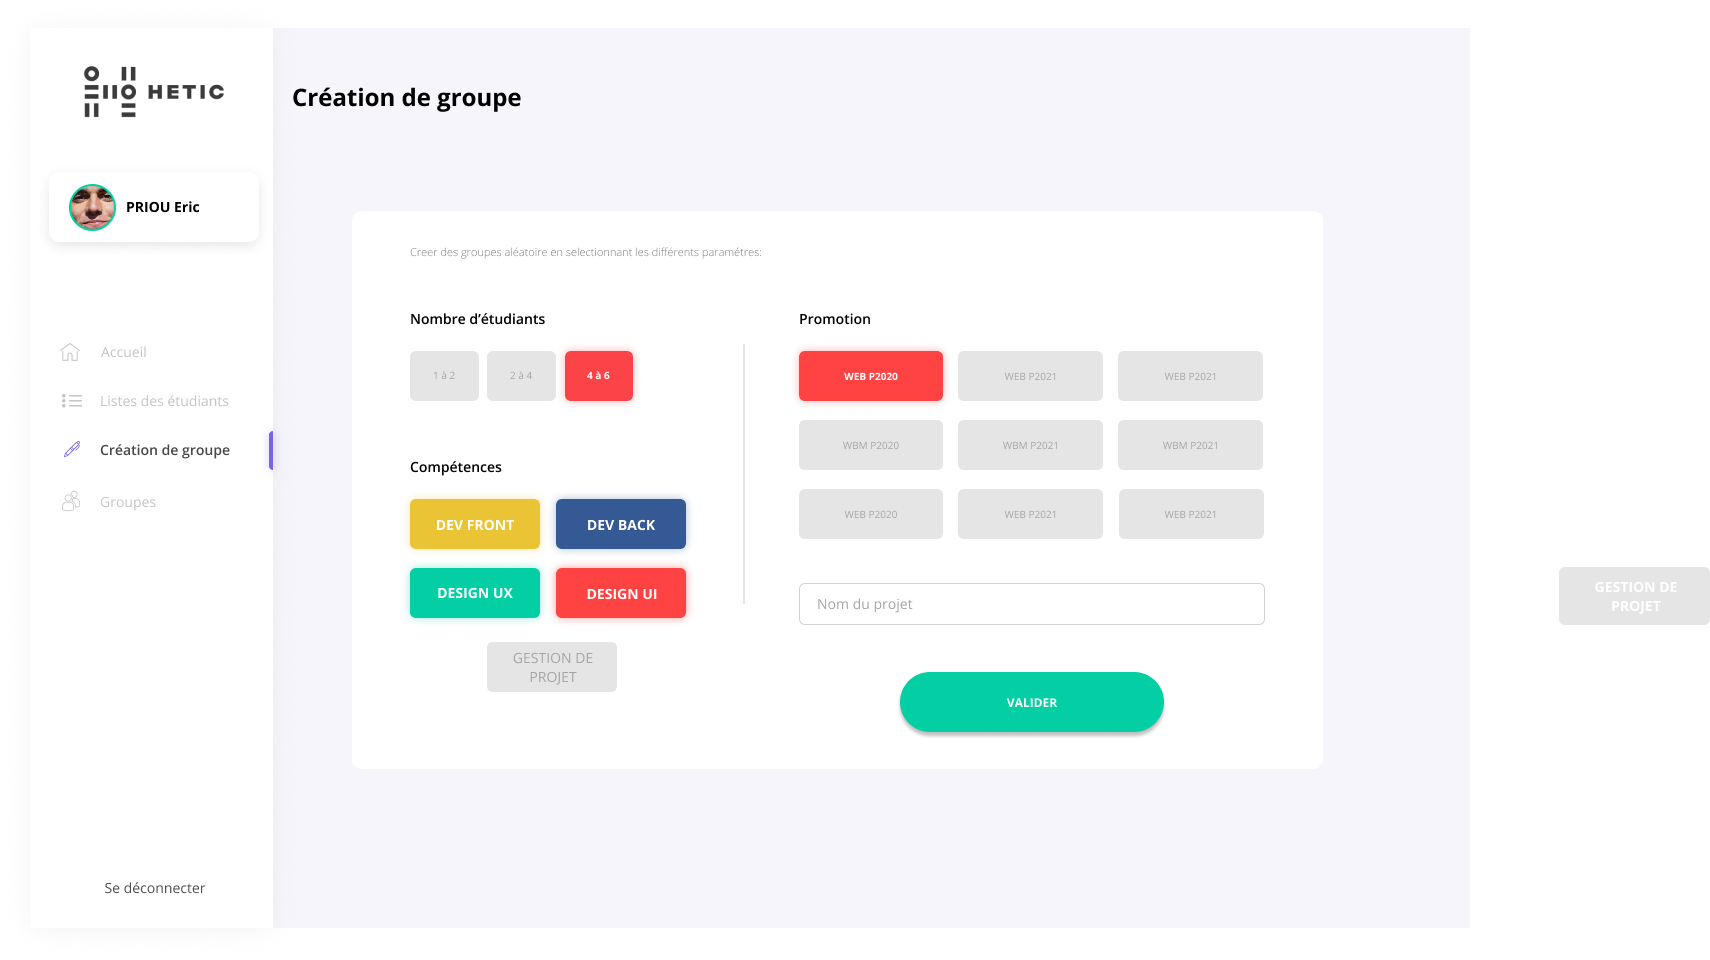 HETIC
PRIOU Eric
Accueil
Listes des étudiants
Création de groupe
Groupes
Se déconnecter
Création de groupe
Creer des groupes aléatoire en selectionnant les différents paramétres:
Nombre d’étudiants
1 à 2
2 à 4
4 à 6
Compétences
DEV FRONT
DEV BACK
DESIGN UX
DESIGN UI
GESTION DE
PROJET
Promotion
WEB P2020
WEB P2021
WEB P2021
WBM P2020
WBM P2021
WBM P2021
WEB P2020
WEB P2021
WEB P2021
Nom du projet
VALIDER
GESTION DE
PROJET